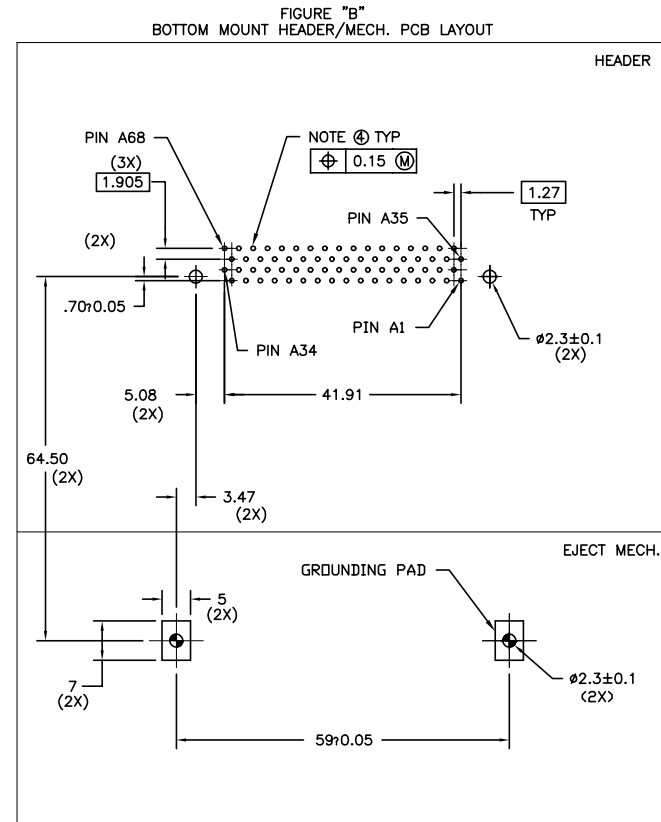 FIGURE "B"
BOTTOM MOUNT HEADER/MECH. PCB LAYOUT
HEADER
PIN A68
NOTE ④ TYP
(3X)
0.15 Ⓜ
1.905
1.27
TYP
PIN A35
(2X)
.70?0.05
PIN A1
PIN A34
ø2.3±0.1
(2X)
5.08
(2X)
41.91
64.50
(2X)
3.47
(2X)
EJECT MECH.
GROUNDING PAD
5
(2X)
7
(2X)
ø2.3±0.1
(2X)
59?0.05